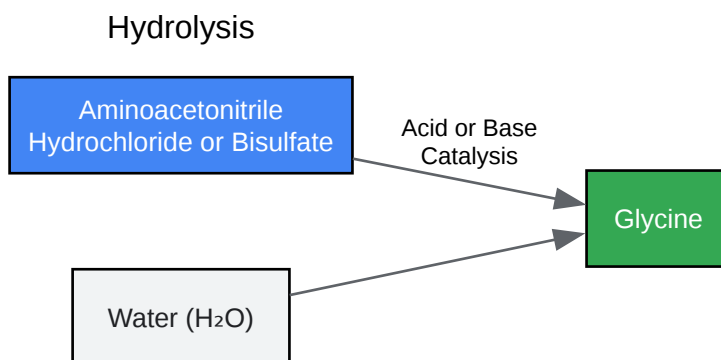 Hydrolysis
Aminoacetonitrile
Hydrochloride or Bisulfate
Acid or Base
Catalysis
Glycine
Water (H₂O)